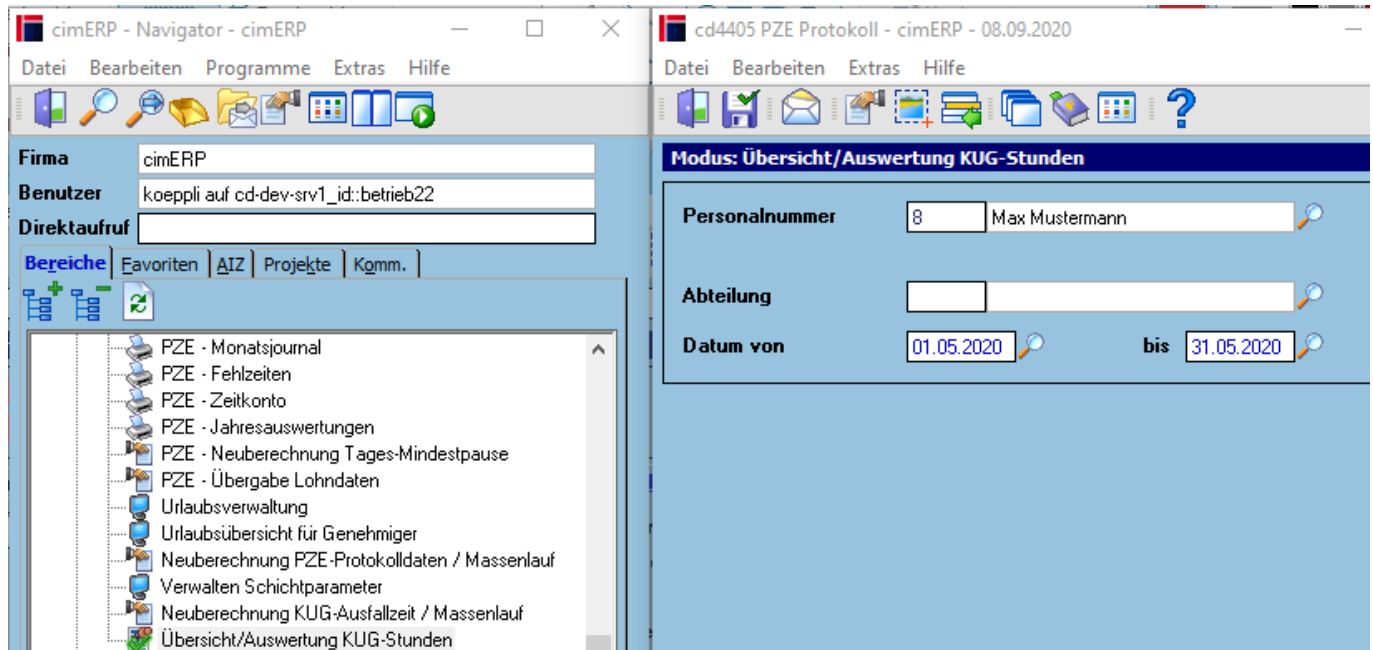 cimERP - Navigator - cimERP
Datei Bearbeiten Programme Extras Hilfe
Firma cimERP
Benutzer koeppli auf cd-dev-srv1_id::betrieb22
Direktaufruf
Bereiche Favoriten AIZ Projekte Komm.
PZE - Monatsjournal
PZE - Fehlzeiten
PZE - Zeitkonto
PZE - Jahresauswertungen
PZE - Neuberechnung Tages-Mindestpause
PZE - Übergabe Lohndaten
Urlaubsverwaltung
Urlaubsübersicht für Genehmiger
Neuberechnung PZE-Protokolldaten / Massenlauf
Verwalten Schichtparameter
Neuberechnung KUG-Ausfallzeit / Massenlauf
Übersicht/Auswertung KUG-Stunden
cd4405 PZE Protokoll - cimERP - 08.09.2020
Datei Bearbeiten Extras Hilfe
Modus: Übersicht/Auswertung KUG-Stunden
Personalnummer 8 Max Mustermann
Abteilung
Datum von 01.05.2020 bis 31.05.2020